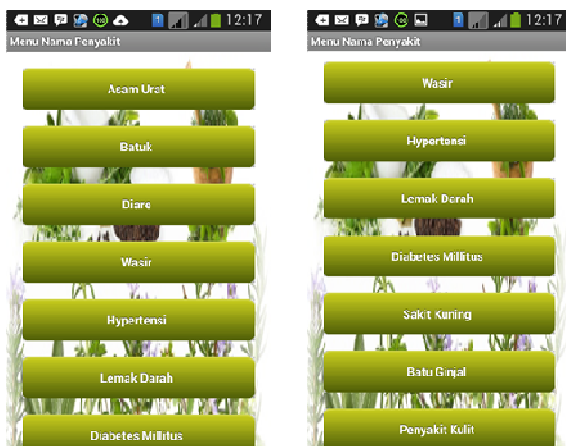 12:17
Menu Nama Penyakit
Asam Urat
Batuk
Diare
Wasir
Hypertensi
Lemak Darah
Diabetes Millitus
12:17
Menu Nama Penyakit
Wasir
Hypertensi
Lemak Darah
Diabetes Millitus
Sakit Kuning
Batu Ginjal
Penyakit Kulit